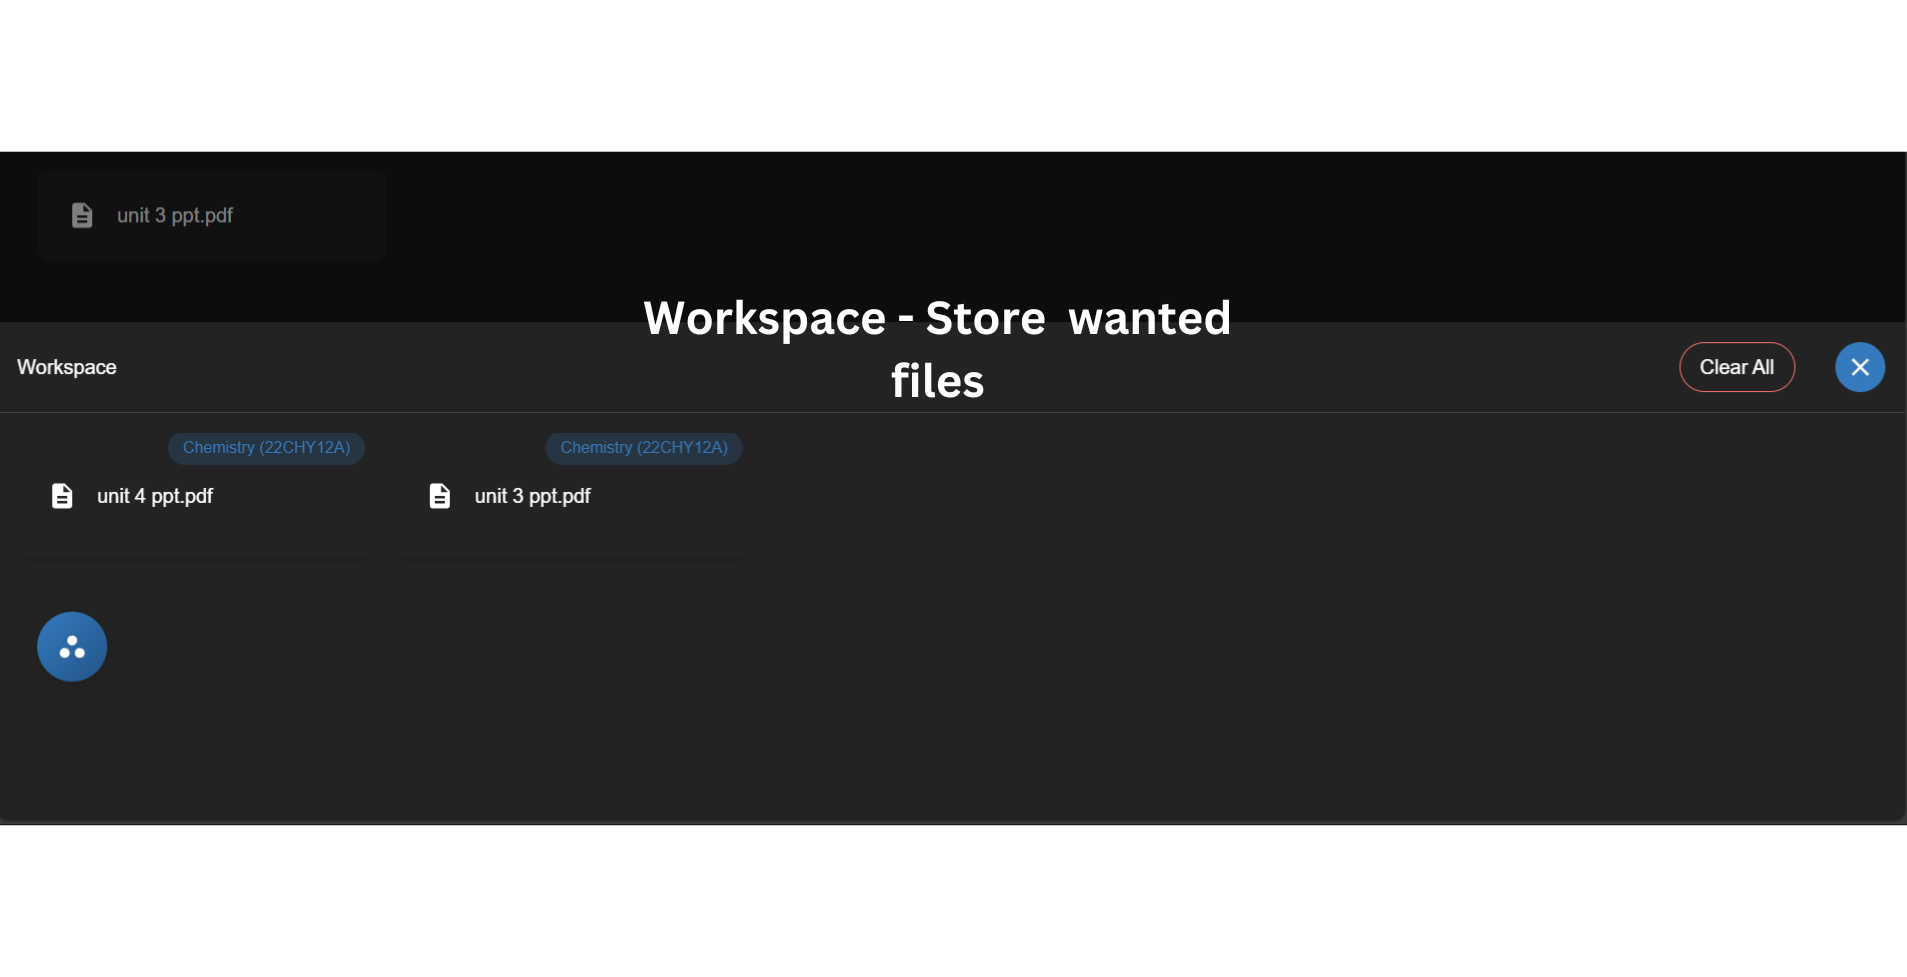 unit 3 ppt.pdf
Workspace - Store wanted
files
Workspace
Clear All
Chemistry (22CHY12A)
Chemistry (22CHY12A)
unit 4 ppt.pdf
unit 3 ppt.pdf